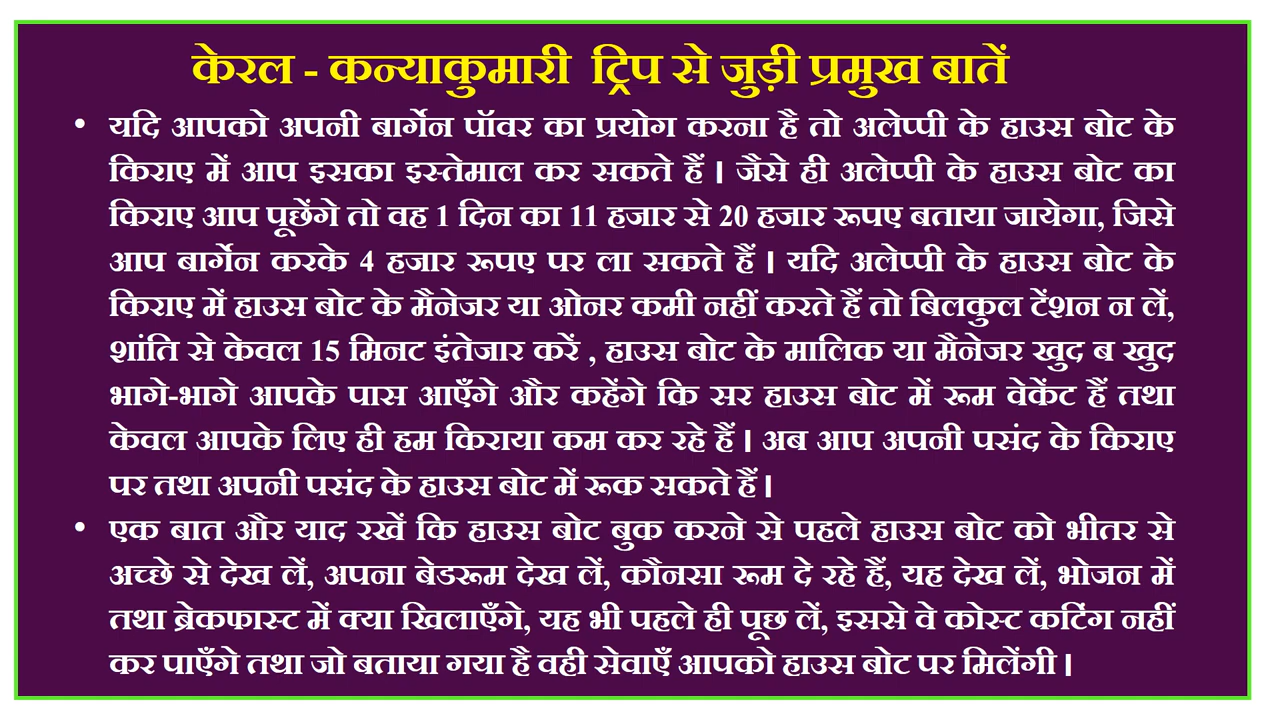 केरल - कन्याकुमारी ट्रिप से जुड़ी प्रमुख बातें
• यदि आपको अपनी बार्गेन पॉवर का प्रयोग करना है तो अलेप्पी के हाउस बोट के
किराए में आप इसका इस्तेमाल कर सकते हैं। जैसे ही अलेप्पी के हाउस बोट का
किराए आप पूछेंगे तो वह 1 दिन का 11 हजार से 20 हजार रूपए बताया जायेगा, जिसे
आप बार्गेन करके 4 हजार रूपए पर ला सकते हैं। यदि अलेप्पी के हाउस बोट के
किराए में हाउस बोट के मैनेजर या ओनर कमी नहीं करते हैं तो बिलकुल टेंशन न लें,
शांति से केवल 15 मिनट इंतेजार करें , हाउस बोट के मालिक या मैनेजर खुद ब खुद
भागे-भागे आपके पास आएँगे और कहेंगे कि सर हाउस बोट में रूम वेकेंट हैं तथा
केवल आपके लिए ही हम किराया कम कर रहे हैं। अब आप अपनी पसंद के किराए
पर तथा अपनी पसंद के हाउस बोट में रूक सकते हैं।
• एक बात और याद रखें कि हाउस बोट बुक करने से पहले हाउस बोट को भीतर से
अच्छे से देख लें, अपना बेडरूम देख लें, कौनसा रूम दे रहे हैं, यह देख लें, भोजन में
तथा ब्रेकफास्ट में क्या खिलाएँगे, यह भी पहले ही पूछ लें, इससे वे कोस्ट कटिंग नहीं
कर पाएँगे तथा जो बताया गया है वही सेवाएँ आपको हाउस बोट पर मिलेंगी।